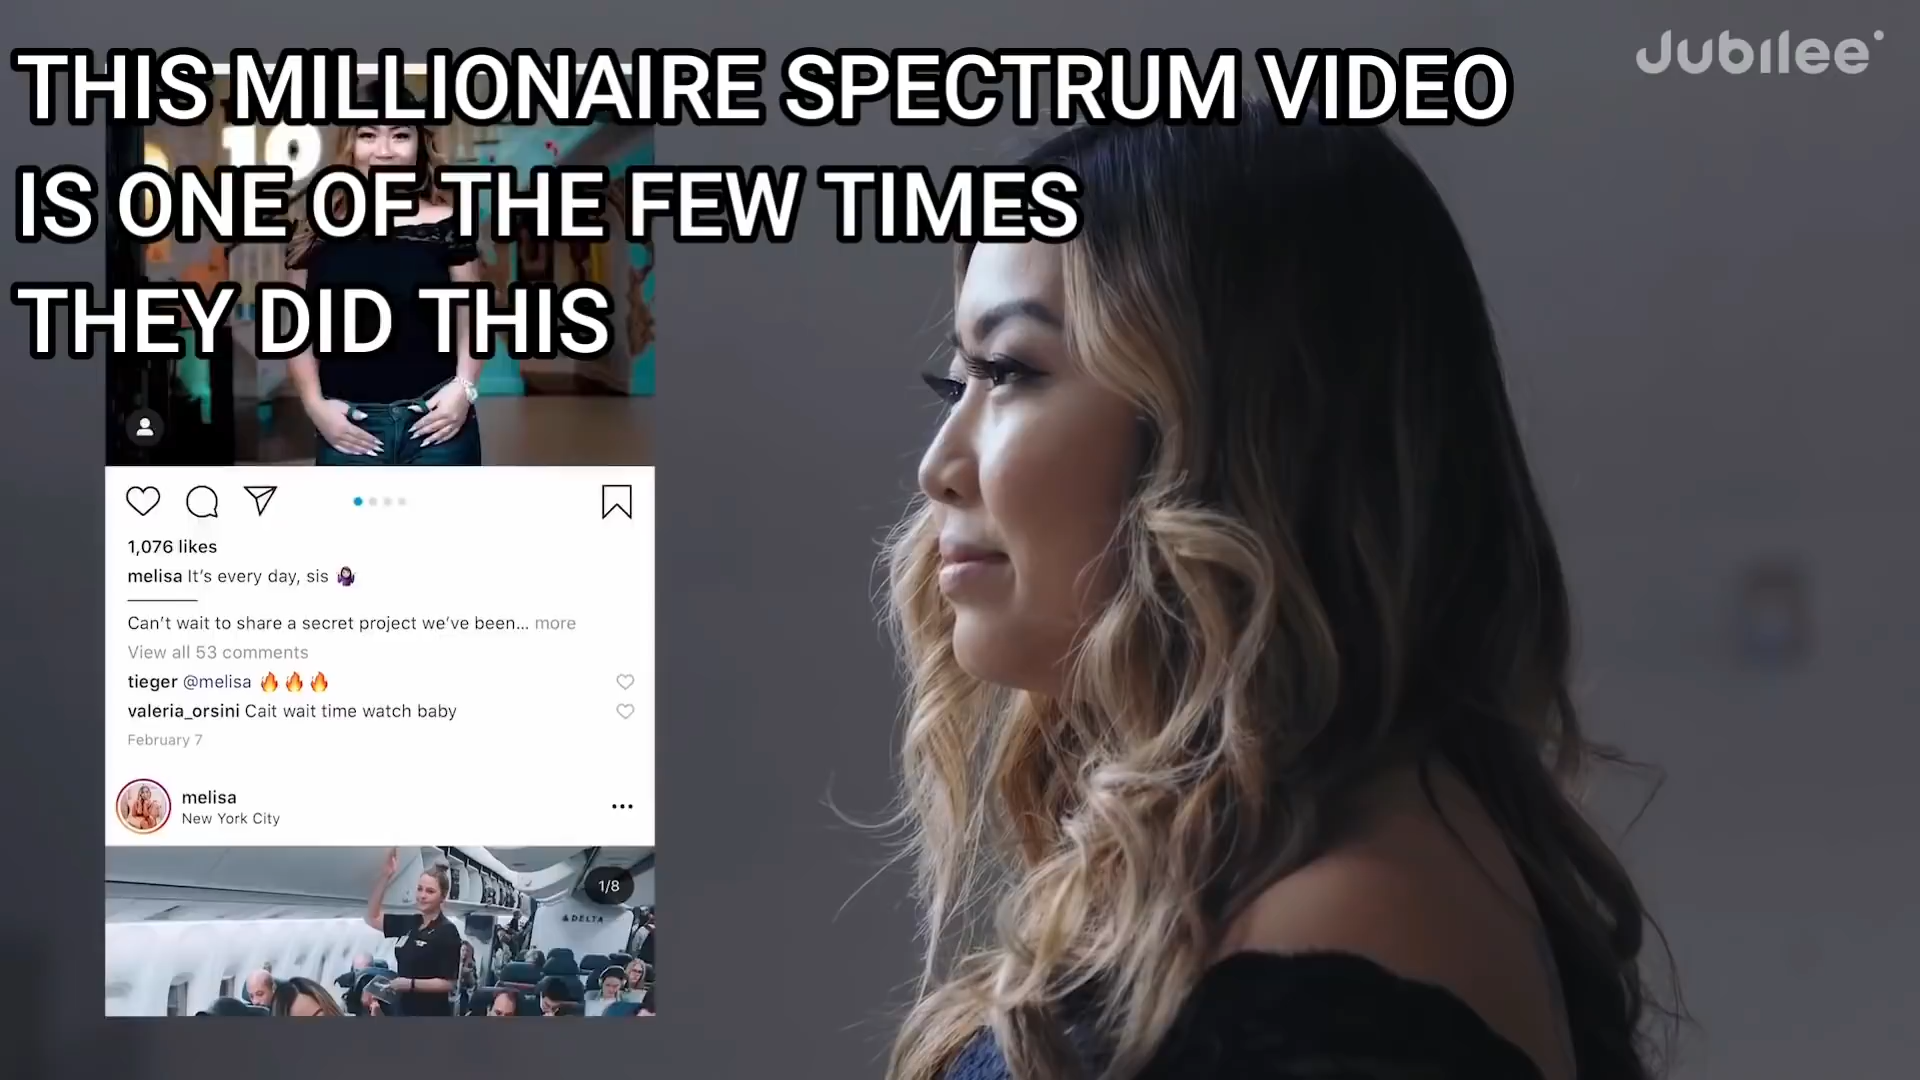 THIS MILLIONAIRE SPECTRUM VIDEO
IS ONE OF THE FEW TIMES
THEY DID THIS
Jubilee
10
1,076 likes
melisa It's every day, sis
Can't wait to share a secret project we've been... more
View all 53 comments
tieger @melisa 🔥🔥🔥
valeria_orsini Cait wait time watch baby
February 7
melisa
New York City
1/8
DELTA